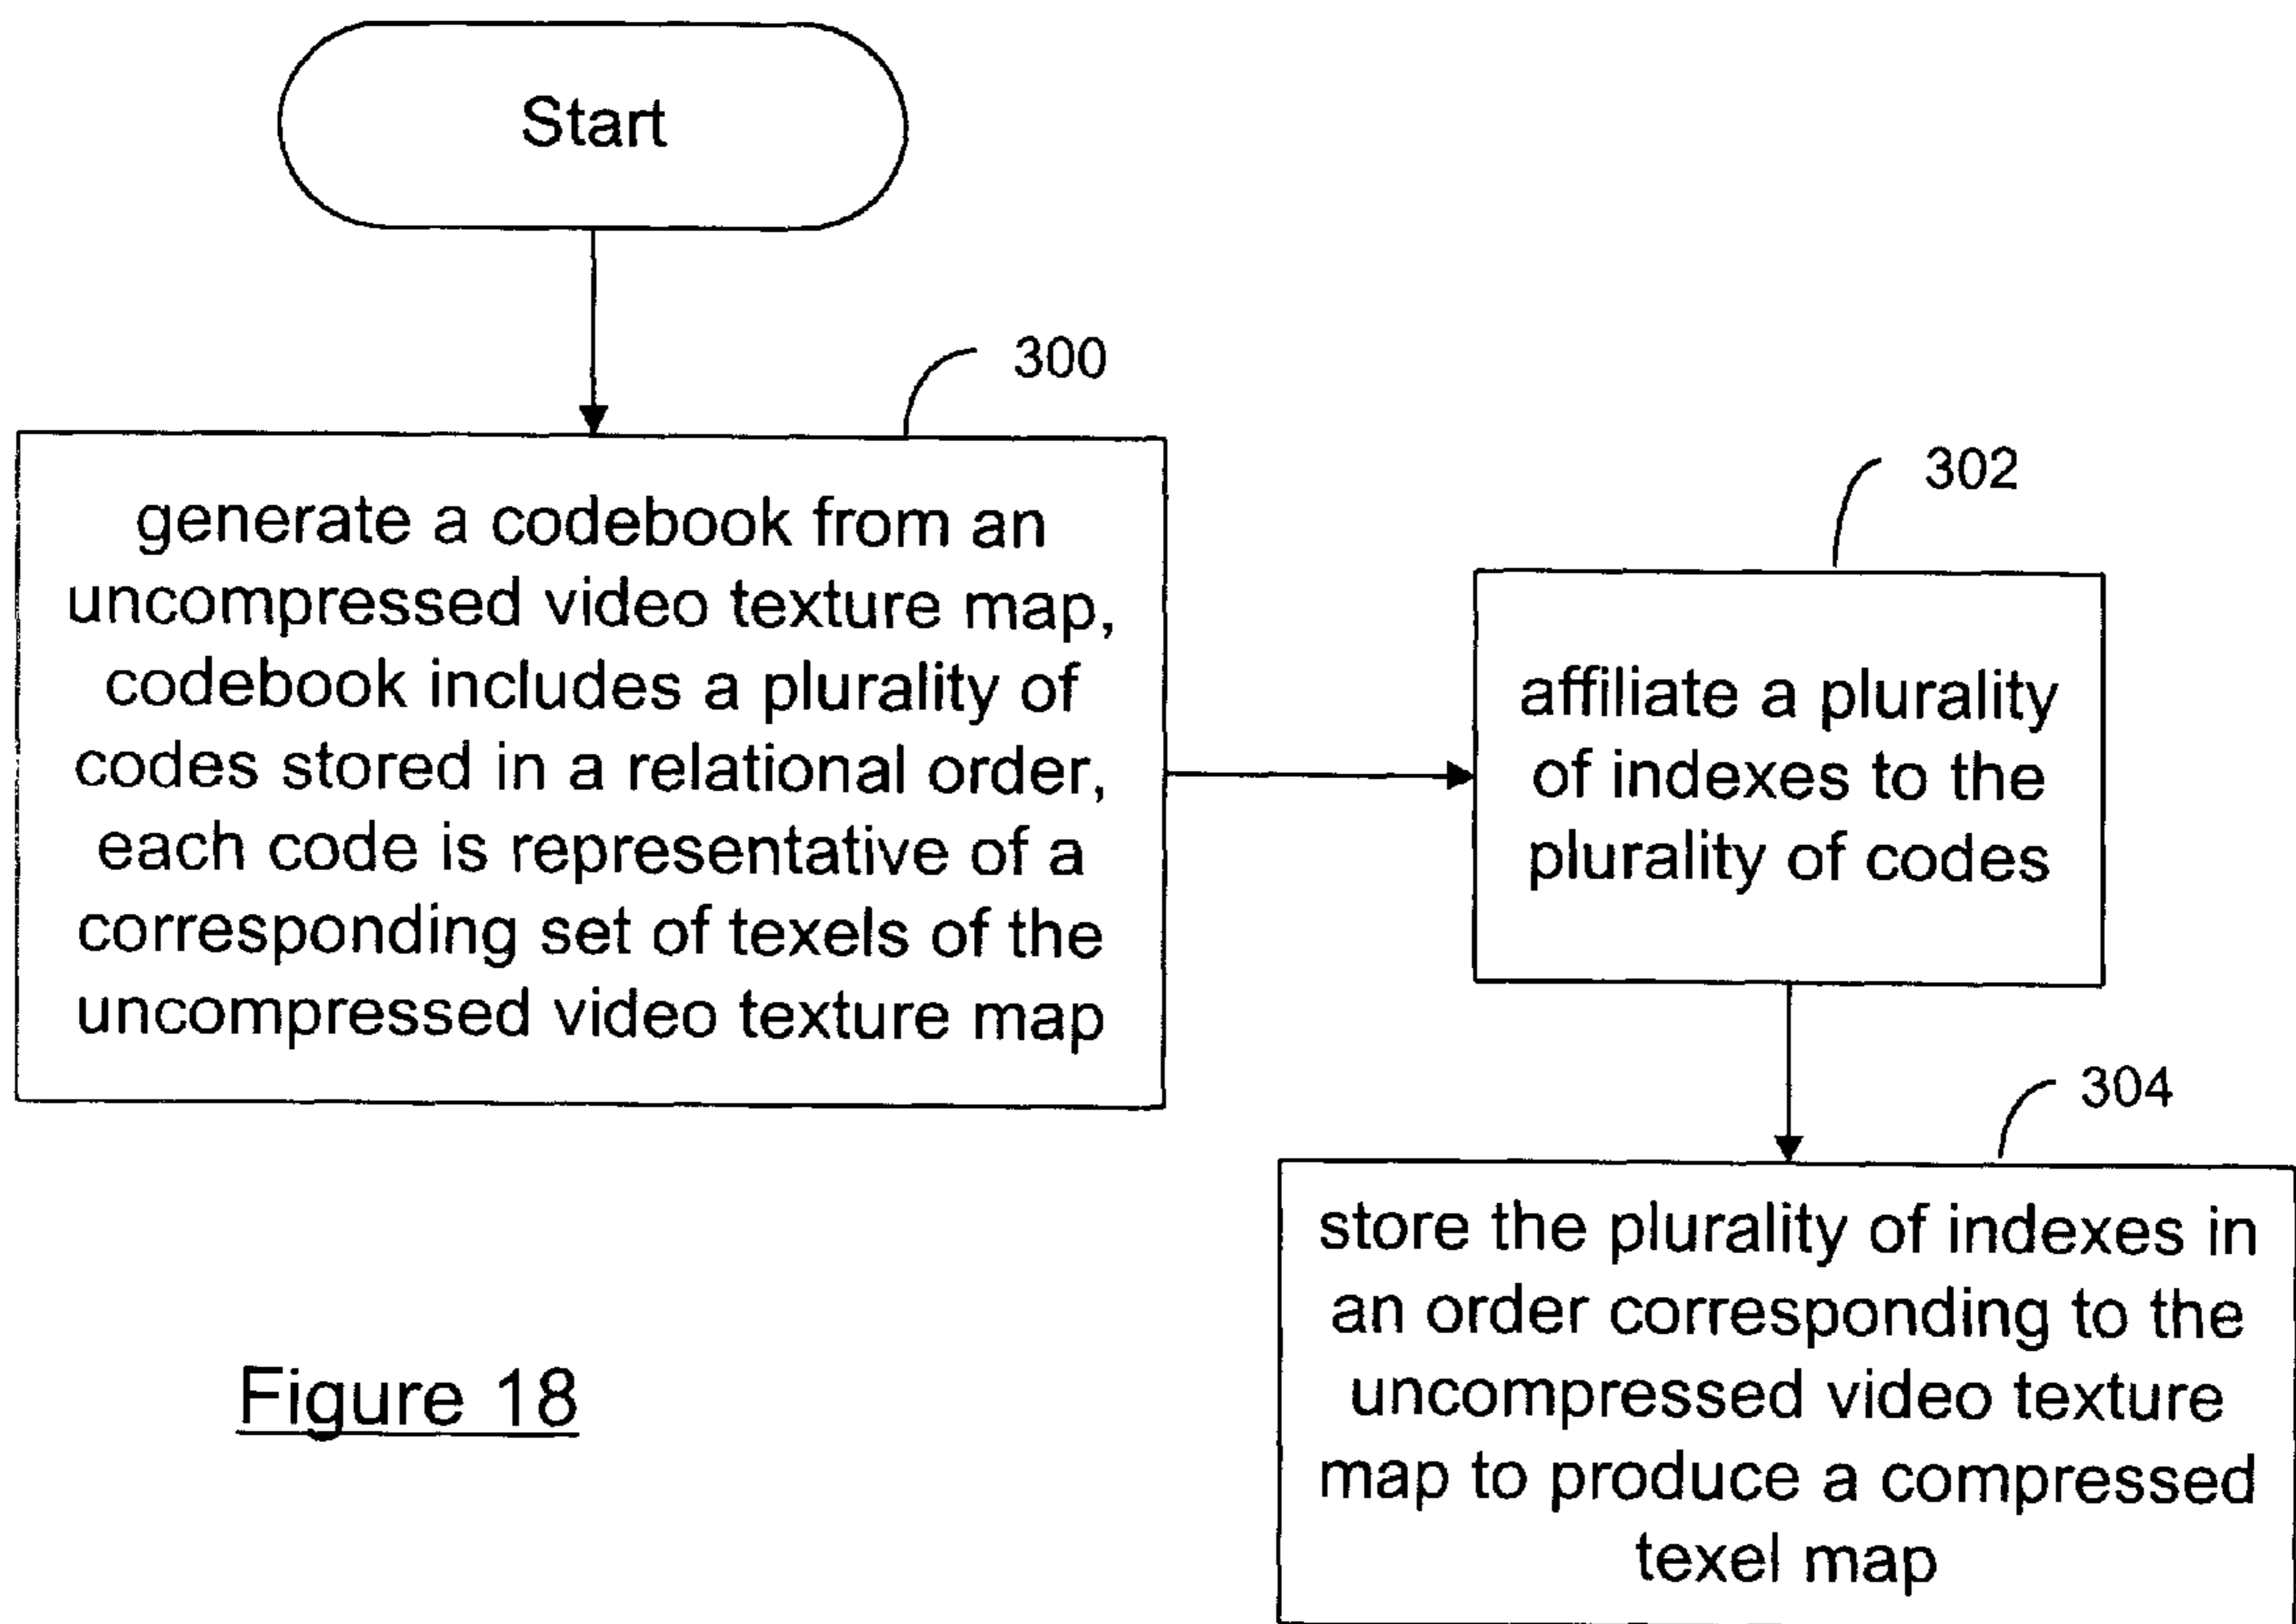 Start
300
generate a codebook from an
uncompressed video texture map,
codebook includes a plurality of
codes stored in a relational order,
each code is representative of a
corresponding set of texels of the
uncompressed video texture map
302
affiliate a plurality
of indexes to the
plurality of codes
304
store the plurality of indexes in
an order corresponding to the
uncompressed video texture
map to produce a compressed
texel map
Figure 18